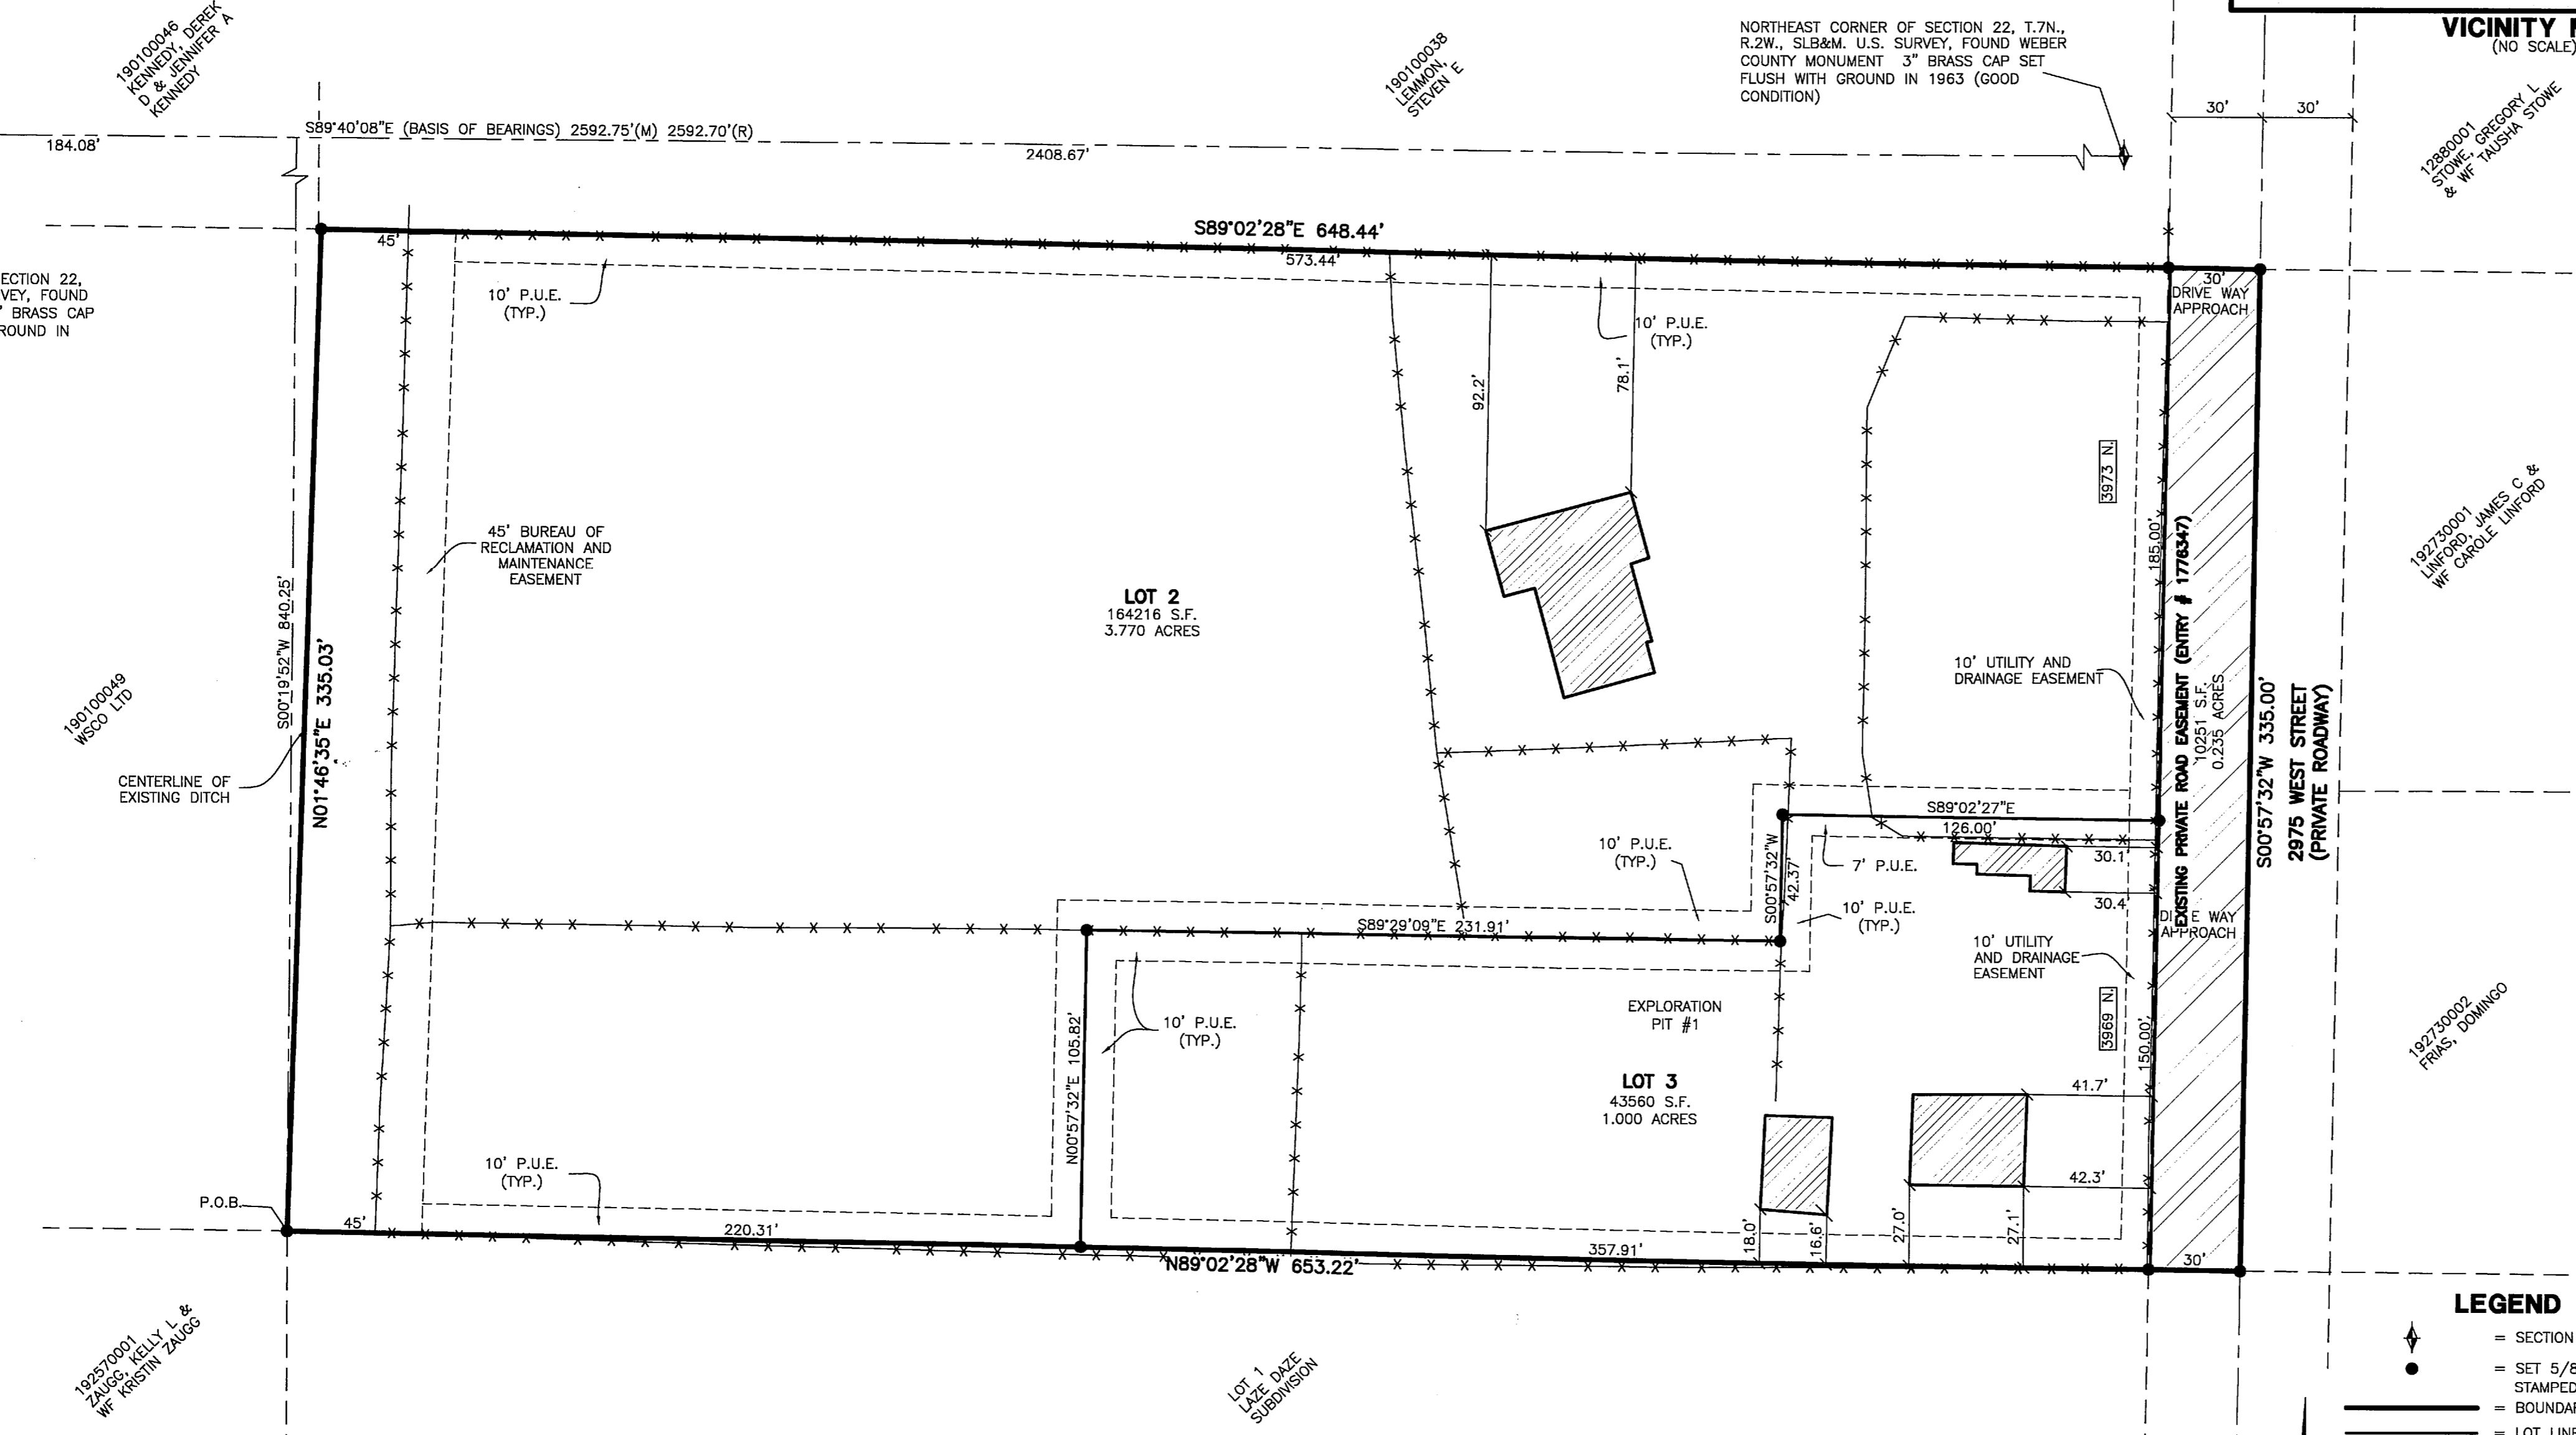 190100046
KENNEDY, DEREK
D & JENNIFER A
KENNEDY
190100038
LEMMON,
STEVEN E
NORTHEAST CORNER OF SECTION 22, T.7N.,
R.2W., SLB&M. U.S. SURVEY, FOUND WEBER
COUNTY MONUMENT 3" BRASS CAP SET
FLUSH WITH GROUND IN 1963 (GOOD
CONDITION)
VICINITY
(NO SCALE)
30'
30'
12880001
STOWE, GREGORY L
& WF TAUSHA STOWE
184.08'
S89°40'08"E (BASIS OF BEARINGS) 2592.75'(M) 2592.70'(R)
2408.67'
S89°02'28"E 648.44'
45'
573.44'
ECTION 22,
VEY, FOUND
BRASS CAP
ROUND IN
10' P.U.E.
(TYP.)
10' P.U.E.
(TYP.)
30'
DRIVE WAY
APPROACH
92.2'
78.1'
3973 N.
45' BUREAU OF
RECLAMATION AND
MAINTENANCE
EASEMENT
192730001
LINFORD, JAMES C &
WF CAROLE LINFORD
LOT 2
164216 S.F.
3.770 ACRES
185.00'
EXISTING PRIVATE ROAD EASEMENT (ENTRY # 1776347)
10251 S.F.
0.235 ACRES
S00°57'32"W 335.00'
2975 WEST STREET
(PRIVATE ROADWAY)
S00°19'52"W 840.25'
N01°46'35"E 335.03'
190100049
WSCO LTD
10' UTILITY AND
DRAINAGE EASEMENT
CENTERLINE OF
EXISTING DITCH
S89°02'27"E
126.00'
10' P.U.E.
(TYP.)
S00°57'32"W
42.37'
7' P.U.E.
30.1'
30.4'
10' P.U.E.
(TYP.)
DI E WAY
APPROACH
S89°29'09"E 231.91'
10' UTILITY
AND DRAINAGE
EASEMENT
EXPLORATION
PIT #1
10' P.U.E.
(TYP.)
N00°57'32"E 105.82'
3969 N.
150.00'
192730002
FRIAS, DOMINGO
LOT 3
43560 S.F.
1.000 ACRES
41.7'
42.3'
10' P.U.E.
(TYP.)
P.O.B.
45'
220.31'
357.91'
18.0'
16.6'
27.0'
27.1'
30'
N89°02'28"W 653.22'
192570001
ZAUGG, KELLY L &
WF KRISTIN ZAUGG
LOT 1
LAZE DAZE
SUBDIVISION
LEGEND
= SECTION
= SET 5/8
STAMPED
= BOUNDAR
= LOT LINE